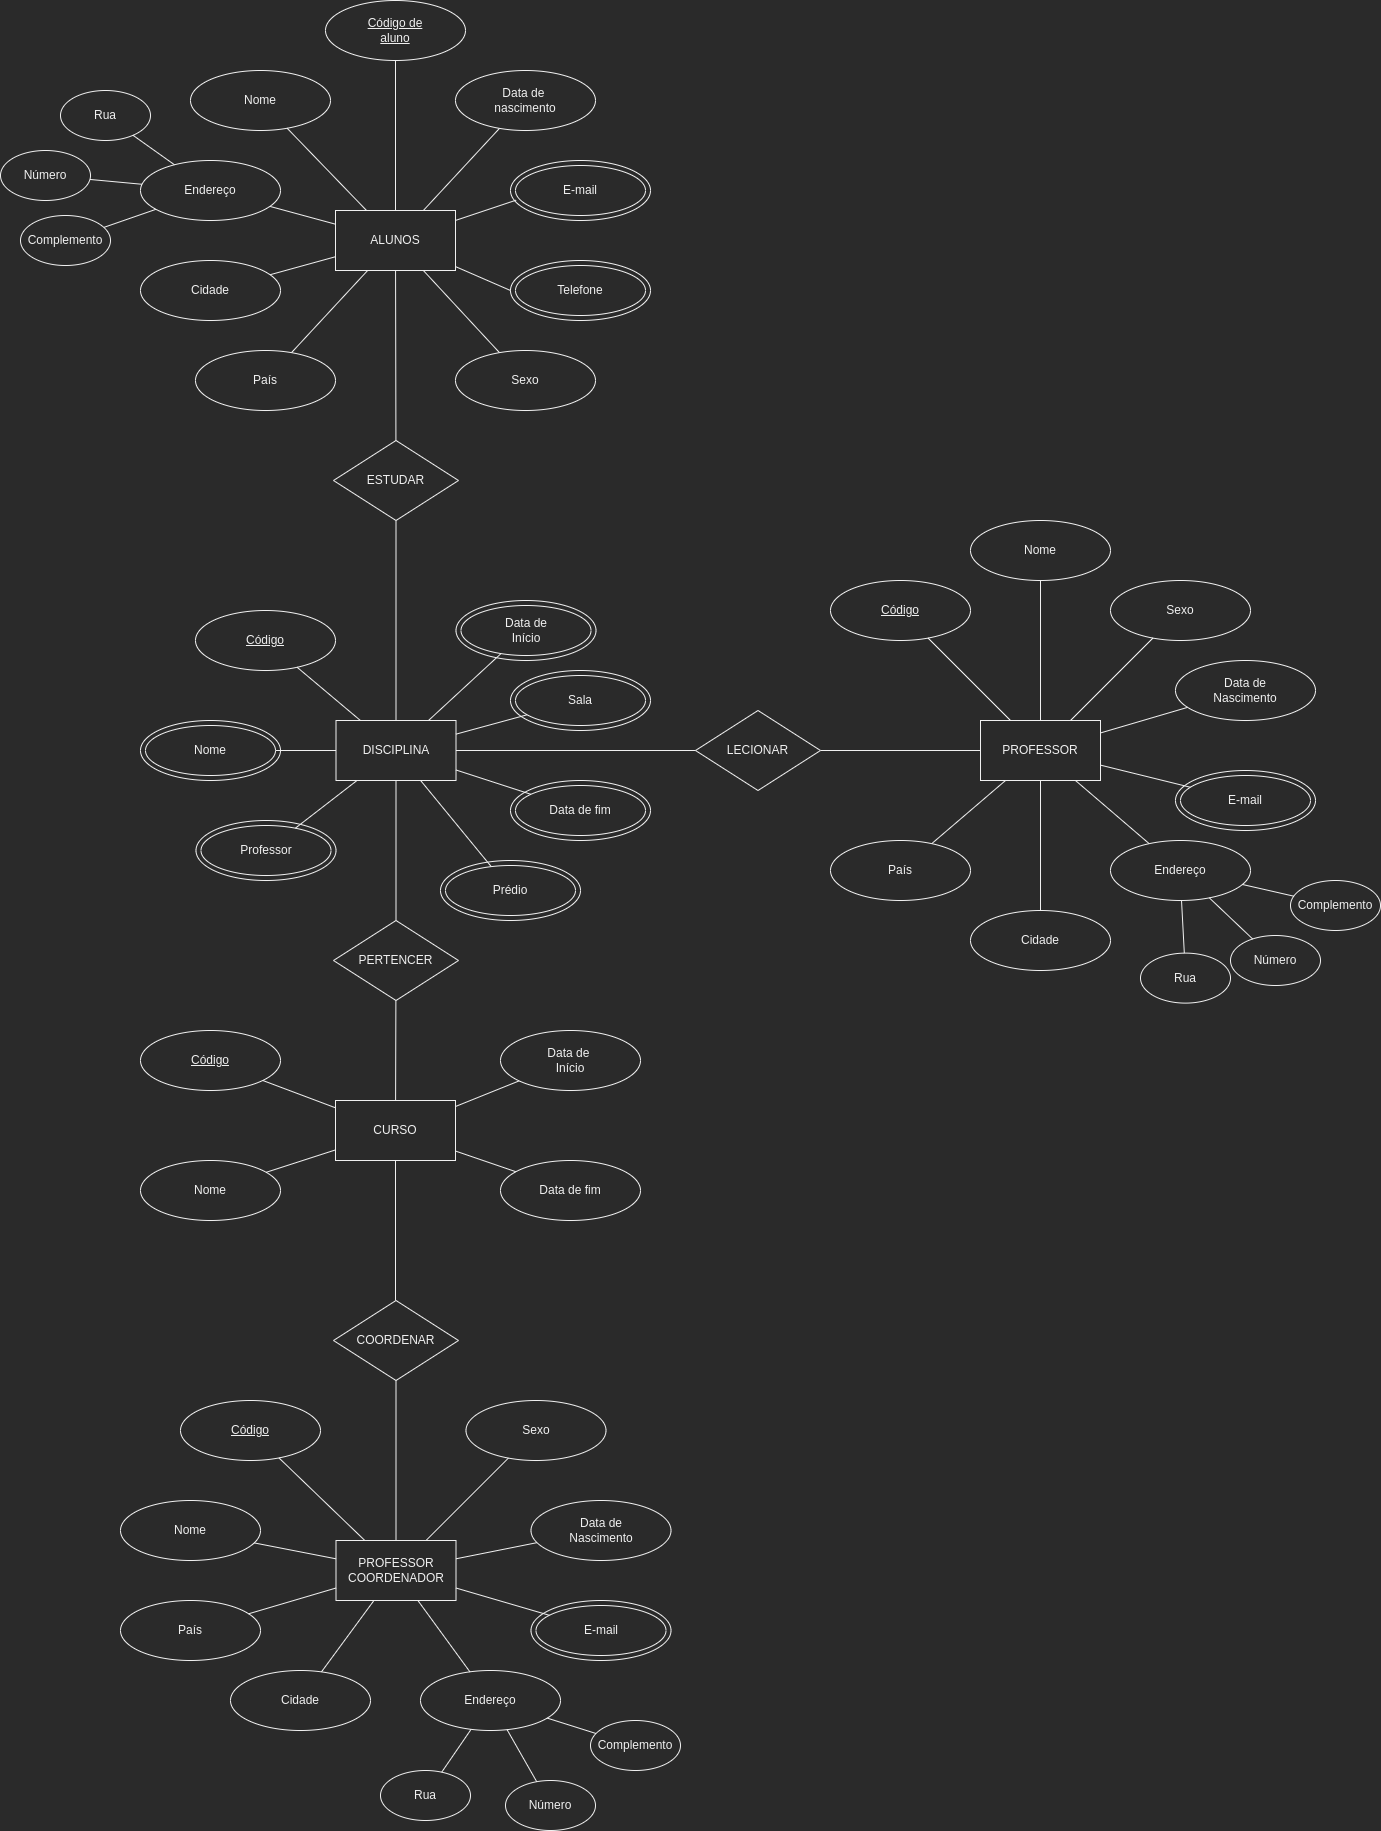 Código de
aluno
Nome
Data de
nascimento
Rua
Número
Endereço
E-mail
Complemento
ALUNOS
Cidade
Telefone
País
Sexo
ESTUDAR
Nome
Código
Sexo
Código
Data de
Início
Data de
Nascimento
Sala
Nome
DISCIPLINA
LECIONAR
PROFESSOR
Data de fim
E-mail
Professor
Prédio
País
Endereço
Complemento
Cidade
Número
Rua
PERTENCER
Código
Data de
Início
CURSO
Nome
Data de fim
COORDENAR
Código
Sexo
Nome
Data de
Nascimento
PROFESSOR
COORDENADOR
País
E-mail
Cidade
Endereço
Complemento
Rua
Número